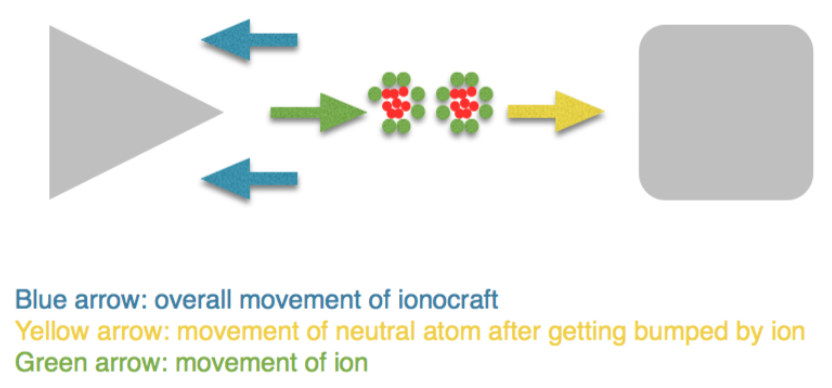 Blue arrow: overall movement of ionocraft
Yellow arrow: movement of neutral atom after getting bumped by ion
Green arrow: movement of ion